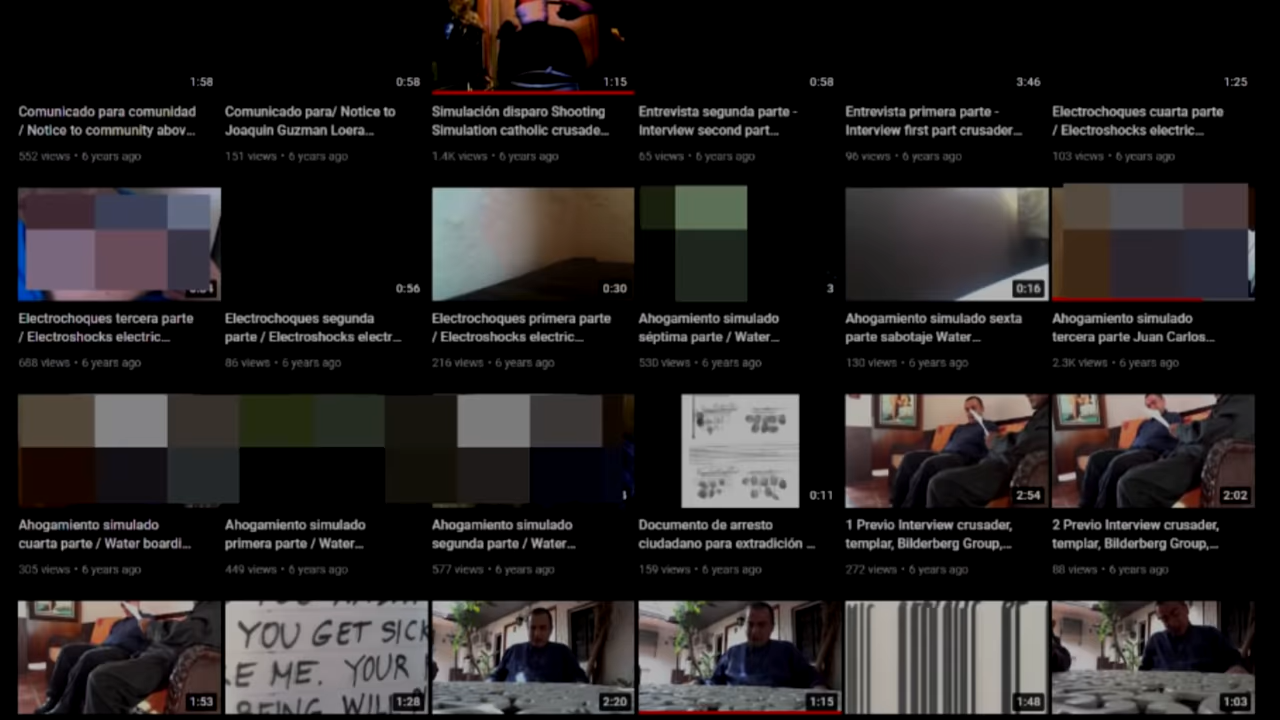 1:58
0:58
1:15
0:58
3:46
1:25
Comunicado para comunidad
/ Notice to community abov...
552 views • 6 years ago
Comunicado para/ Notice to
Joaquin Guzman Loera...
151 views • 6 years ago
Simulación disparo Shooting
Simulation catholic crusade...
1.4K views • 6 years ago
Entrevista segunda parte -
Interview second part...
65 views • 6 years ago
Entrevista primera parte -
Interview first part crusader...
96 views • 6 years ago
Electrochoques cuarta parte
/ Electroshocks electric...
103 views • 6 years ago
0:56
0:30
3
0:16
Electrochoques tercera parte
/ Electroshocks electric...
688 views • 6 years ago
Electrochoques segunda
parte / Electroshocks electr...
86 views • 6 years ago
Electrochoques primera parte
/ Electroshocks electric...
216 views • 6 years ago
Ahogamiento simulado
séptima parte / Water...
530 views • 6 years ago
Ahogamiento simulado sexta
parte sabotaje Water...
130 views • 6 years ago
Ahogamiento simulado
tercera parte Juan Carlos...
2.3K views • 6 years ago
0:11
2:54
2:02
Ahogamiento simulado
cuarta parte / Water boardi...
305 views • 6 years ago
Ahogamiento simulado
primera parte / Water...
449 views • 6 years ago
Ahogamiento simulado
segunda parte / Water...
577 views • 6 years ago
Documento de arresto
ciudadano para extradición ...
159 views • 6 years ago
1 Previo Interview crusader,
templar, Bilderberg Group,...
272 views • 6 years ago
2 Previo Interview crusader,
templar, Bilderberg Group,...
88 views • 6 years ago
YOU GET SICK
E ME. YOUR
BEING WILL
1:53
1:28
2:20
1:15
1:48
1:03